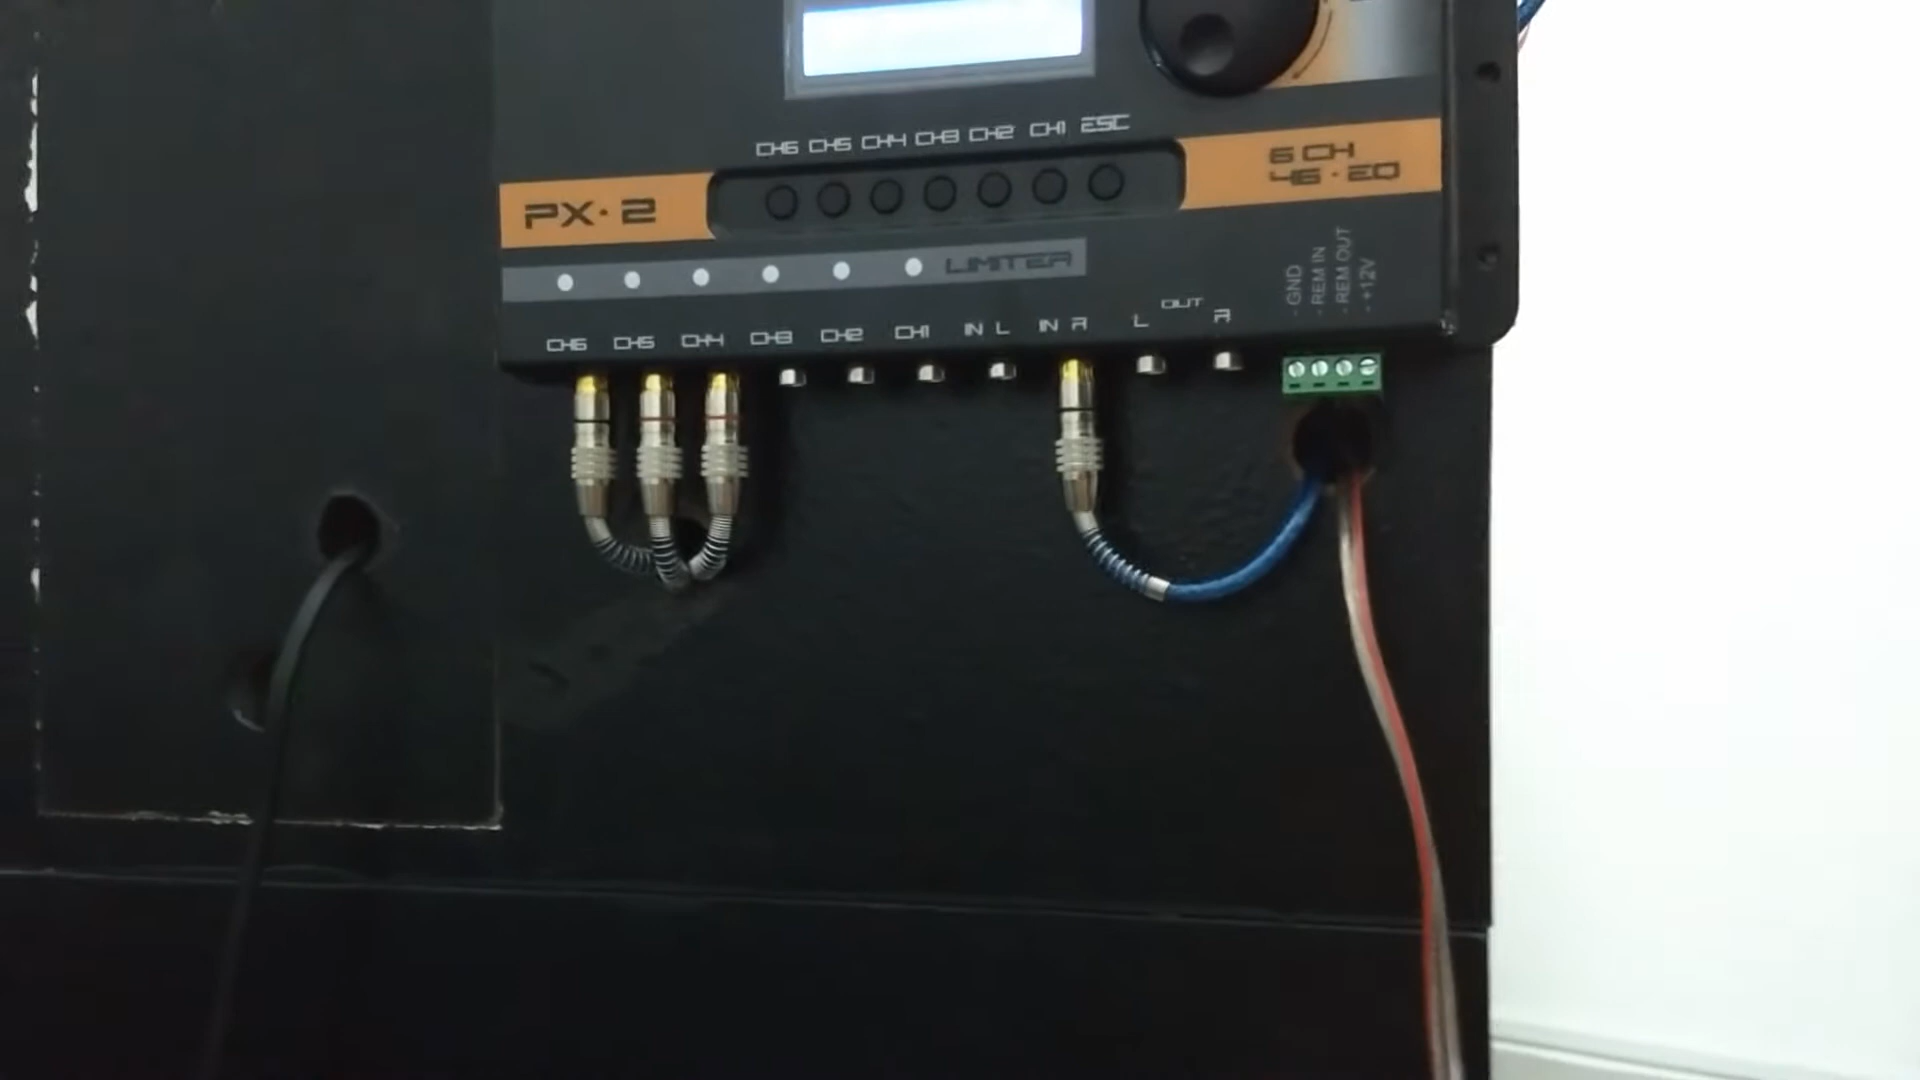 CH6 CH5 CH4 CH3 CH2 CH1 ESC
6 CH
46 · EQ
PX·2
LIMITER
CH6 CH5 CH4 CH3 CH2 CH1 IN L IN R L OUT R
- GND
- REM IN
- REM OUT
- +12V